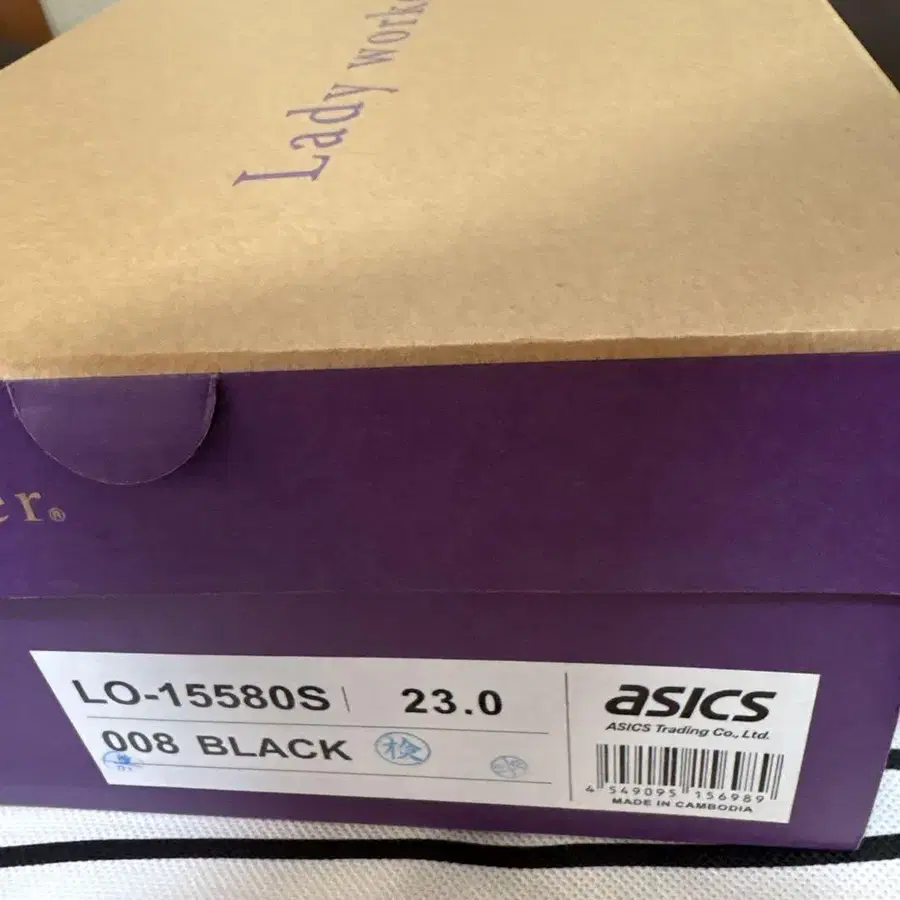 Lady worke
er®
LO-15580S
23.0
008 BLACK
検
asics
ASICS Trading Co., Ltd.
4 549095 156989
MADE IN CAMBODIA